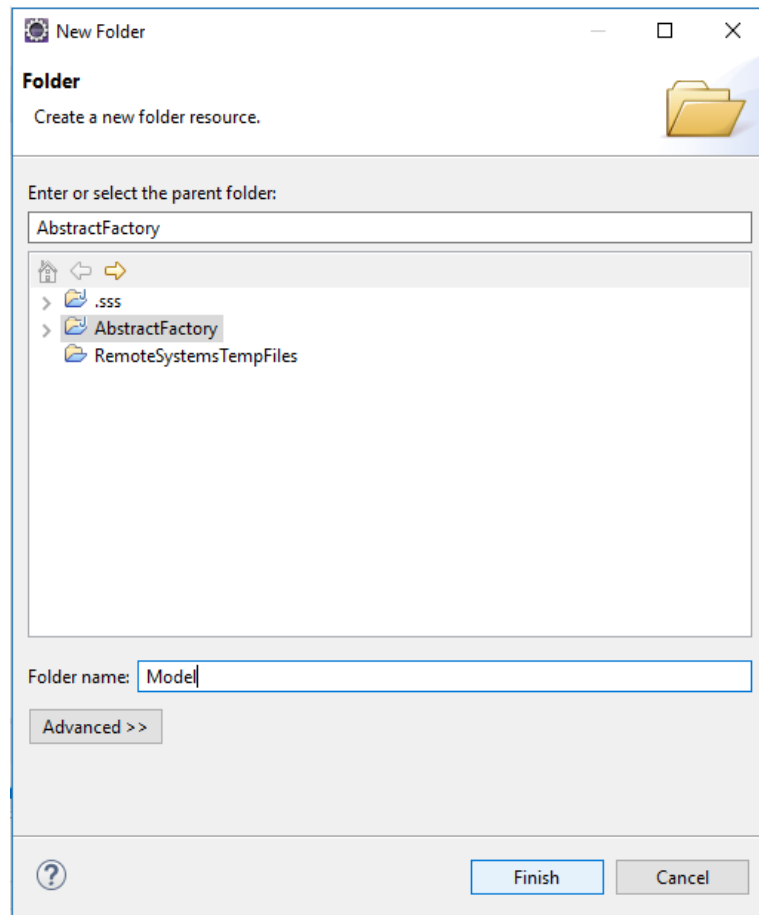 New Folder
Folder
Create a new folder resource.
Enter or select the parent folder:
AbstractFactory
.sss
AbstractFactory
RemoteSystemsTempFiles
Folder name: Model
Advanced >>
? Finish Cancel